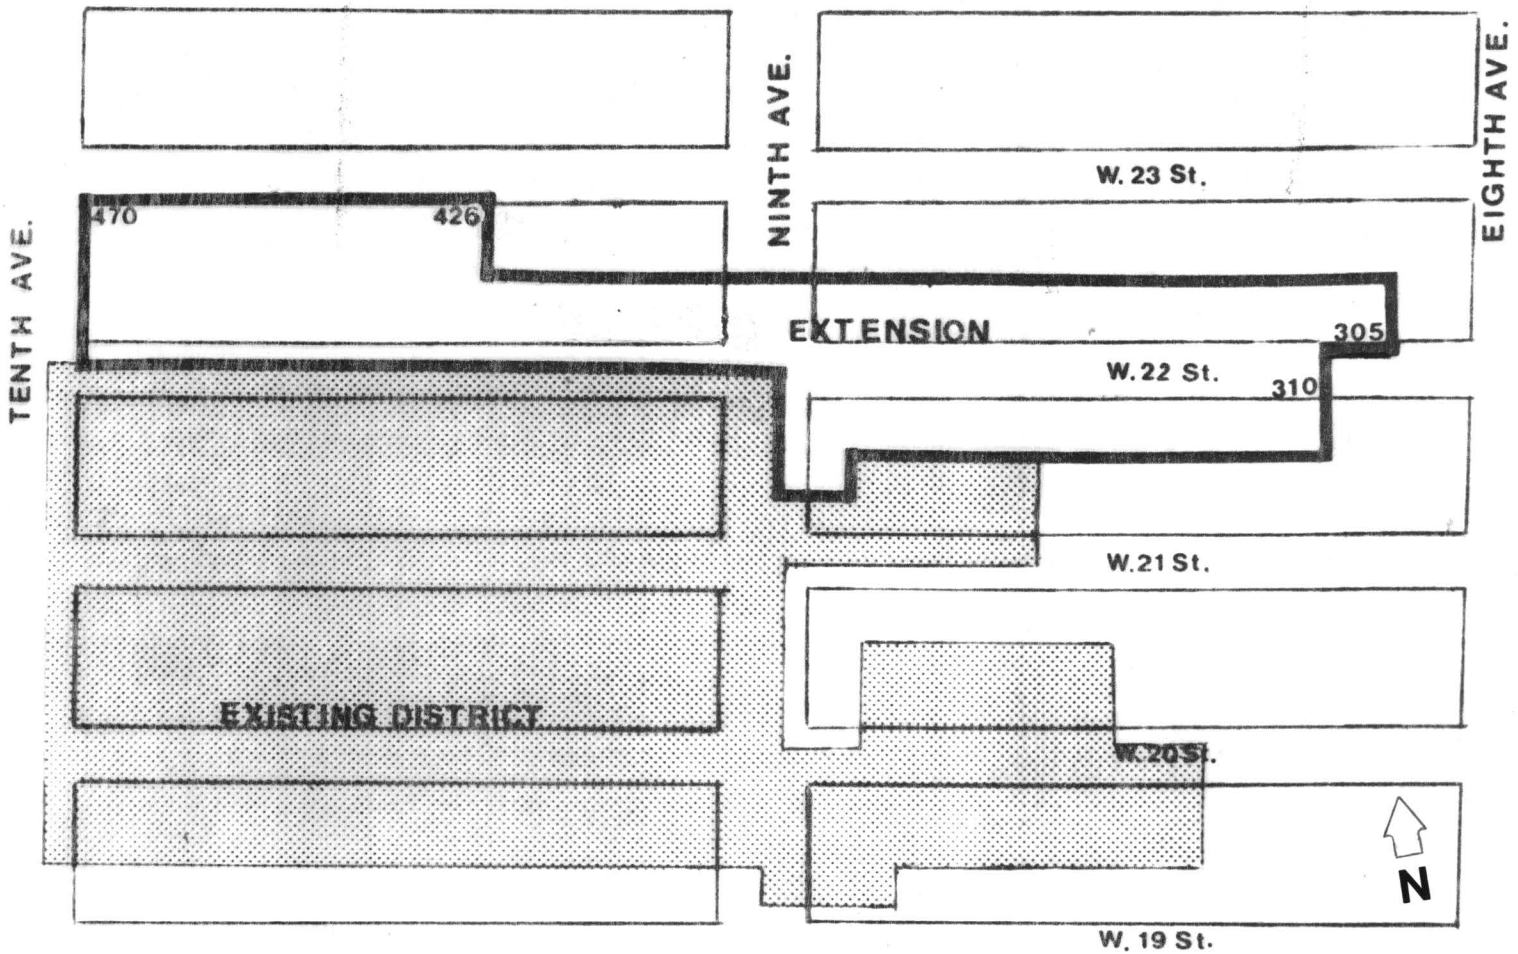 NINTH AVE.
EIGHTH AVE.
W. 23 St.
TENTH AVE.
470
426
EXTENSION
305
W.22 St.
310
W.21 St.
EXISTING DISTRICT
W.20 St.
N
W. 19 St.